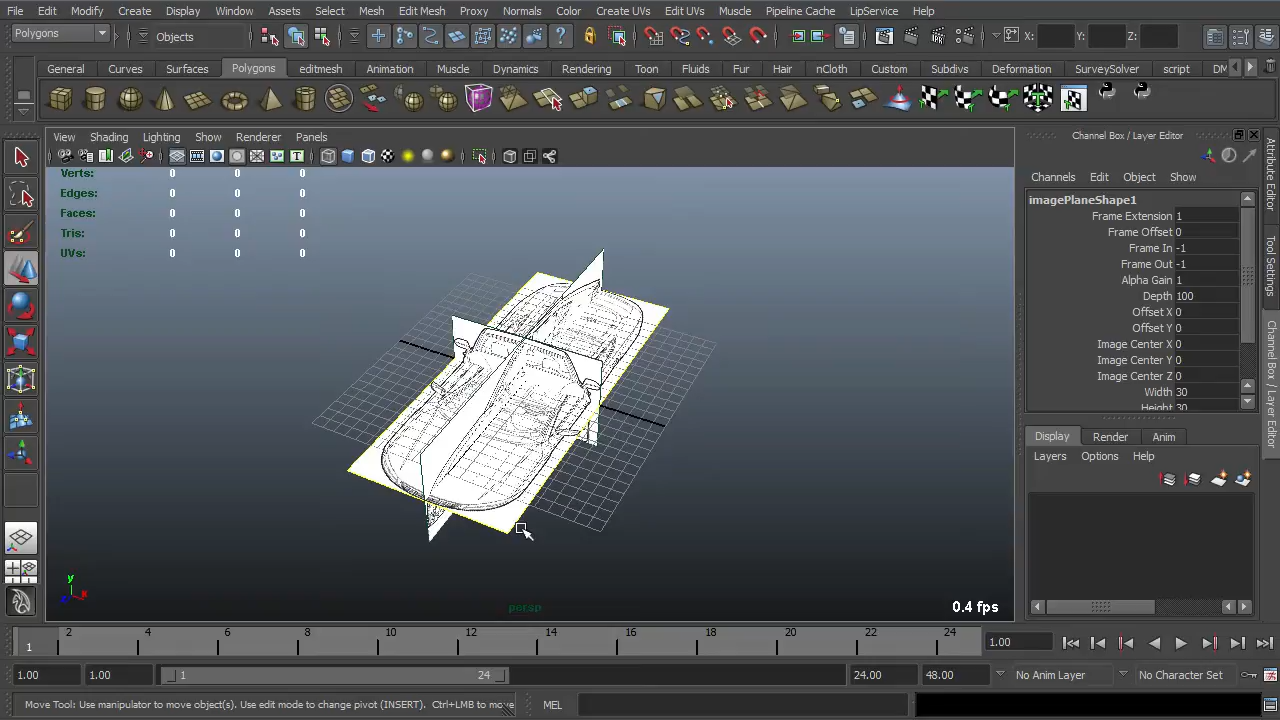 File Edit Modify Create Display Window Assets Select Mesh Edit Mesh Proxy Normals Color Create UVs Edit UVs Muscle Pipeline Cache LipService Help
Polygons Objects X: Y: Z:
General Curves Surfaces Polygons editmesh Animation Muscle Dynamics Rendering Toon Fluids Fur Hair nCloth Custom Subdivs Deformation SurveySolver script DM
View Shading Lighting Show Renderer Panels
Channel Box / Layer Editor
Channels Edit Object Show
Verts: 0 0 0
Edges: 0 0 0
Faces: 0 0 0
Tris: 0 0 0
UVs: 0 0 0
imagePlaneShape1
Frame Extension 1
Frame Offset 0
Frame In -1
Frame Out -1
Alpha Gain 1
Depth 100
Offset X 0
Offset Y 0
Image Center X 0
Image Center Y 0
Image Center Z 0
Width 30
Height 30
Attribute Editor
Tool Settings
Channel Box / Layer Editor
Display Render Anim
Layers Options Help
y
x
z
persp
0.4 fps
1 2 4 6 8 10 12 14 16 18 20 22 24 1.00
1.00 1.00 1 24 24.00 48.00 No Anim Layer No Character Set
Move Tool: Use manipulator to move object(s). Use edit mode to change pivot (INSERT). Ctrl+LMB to move MEL